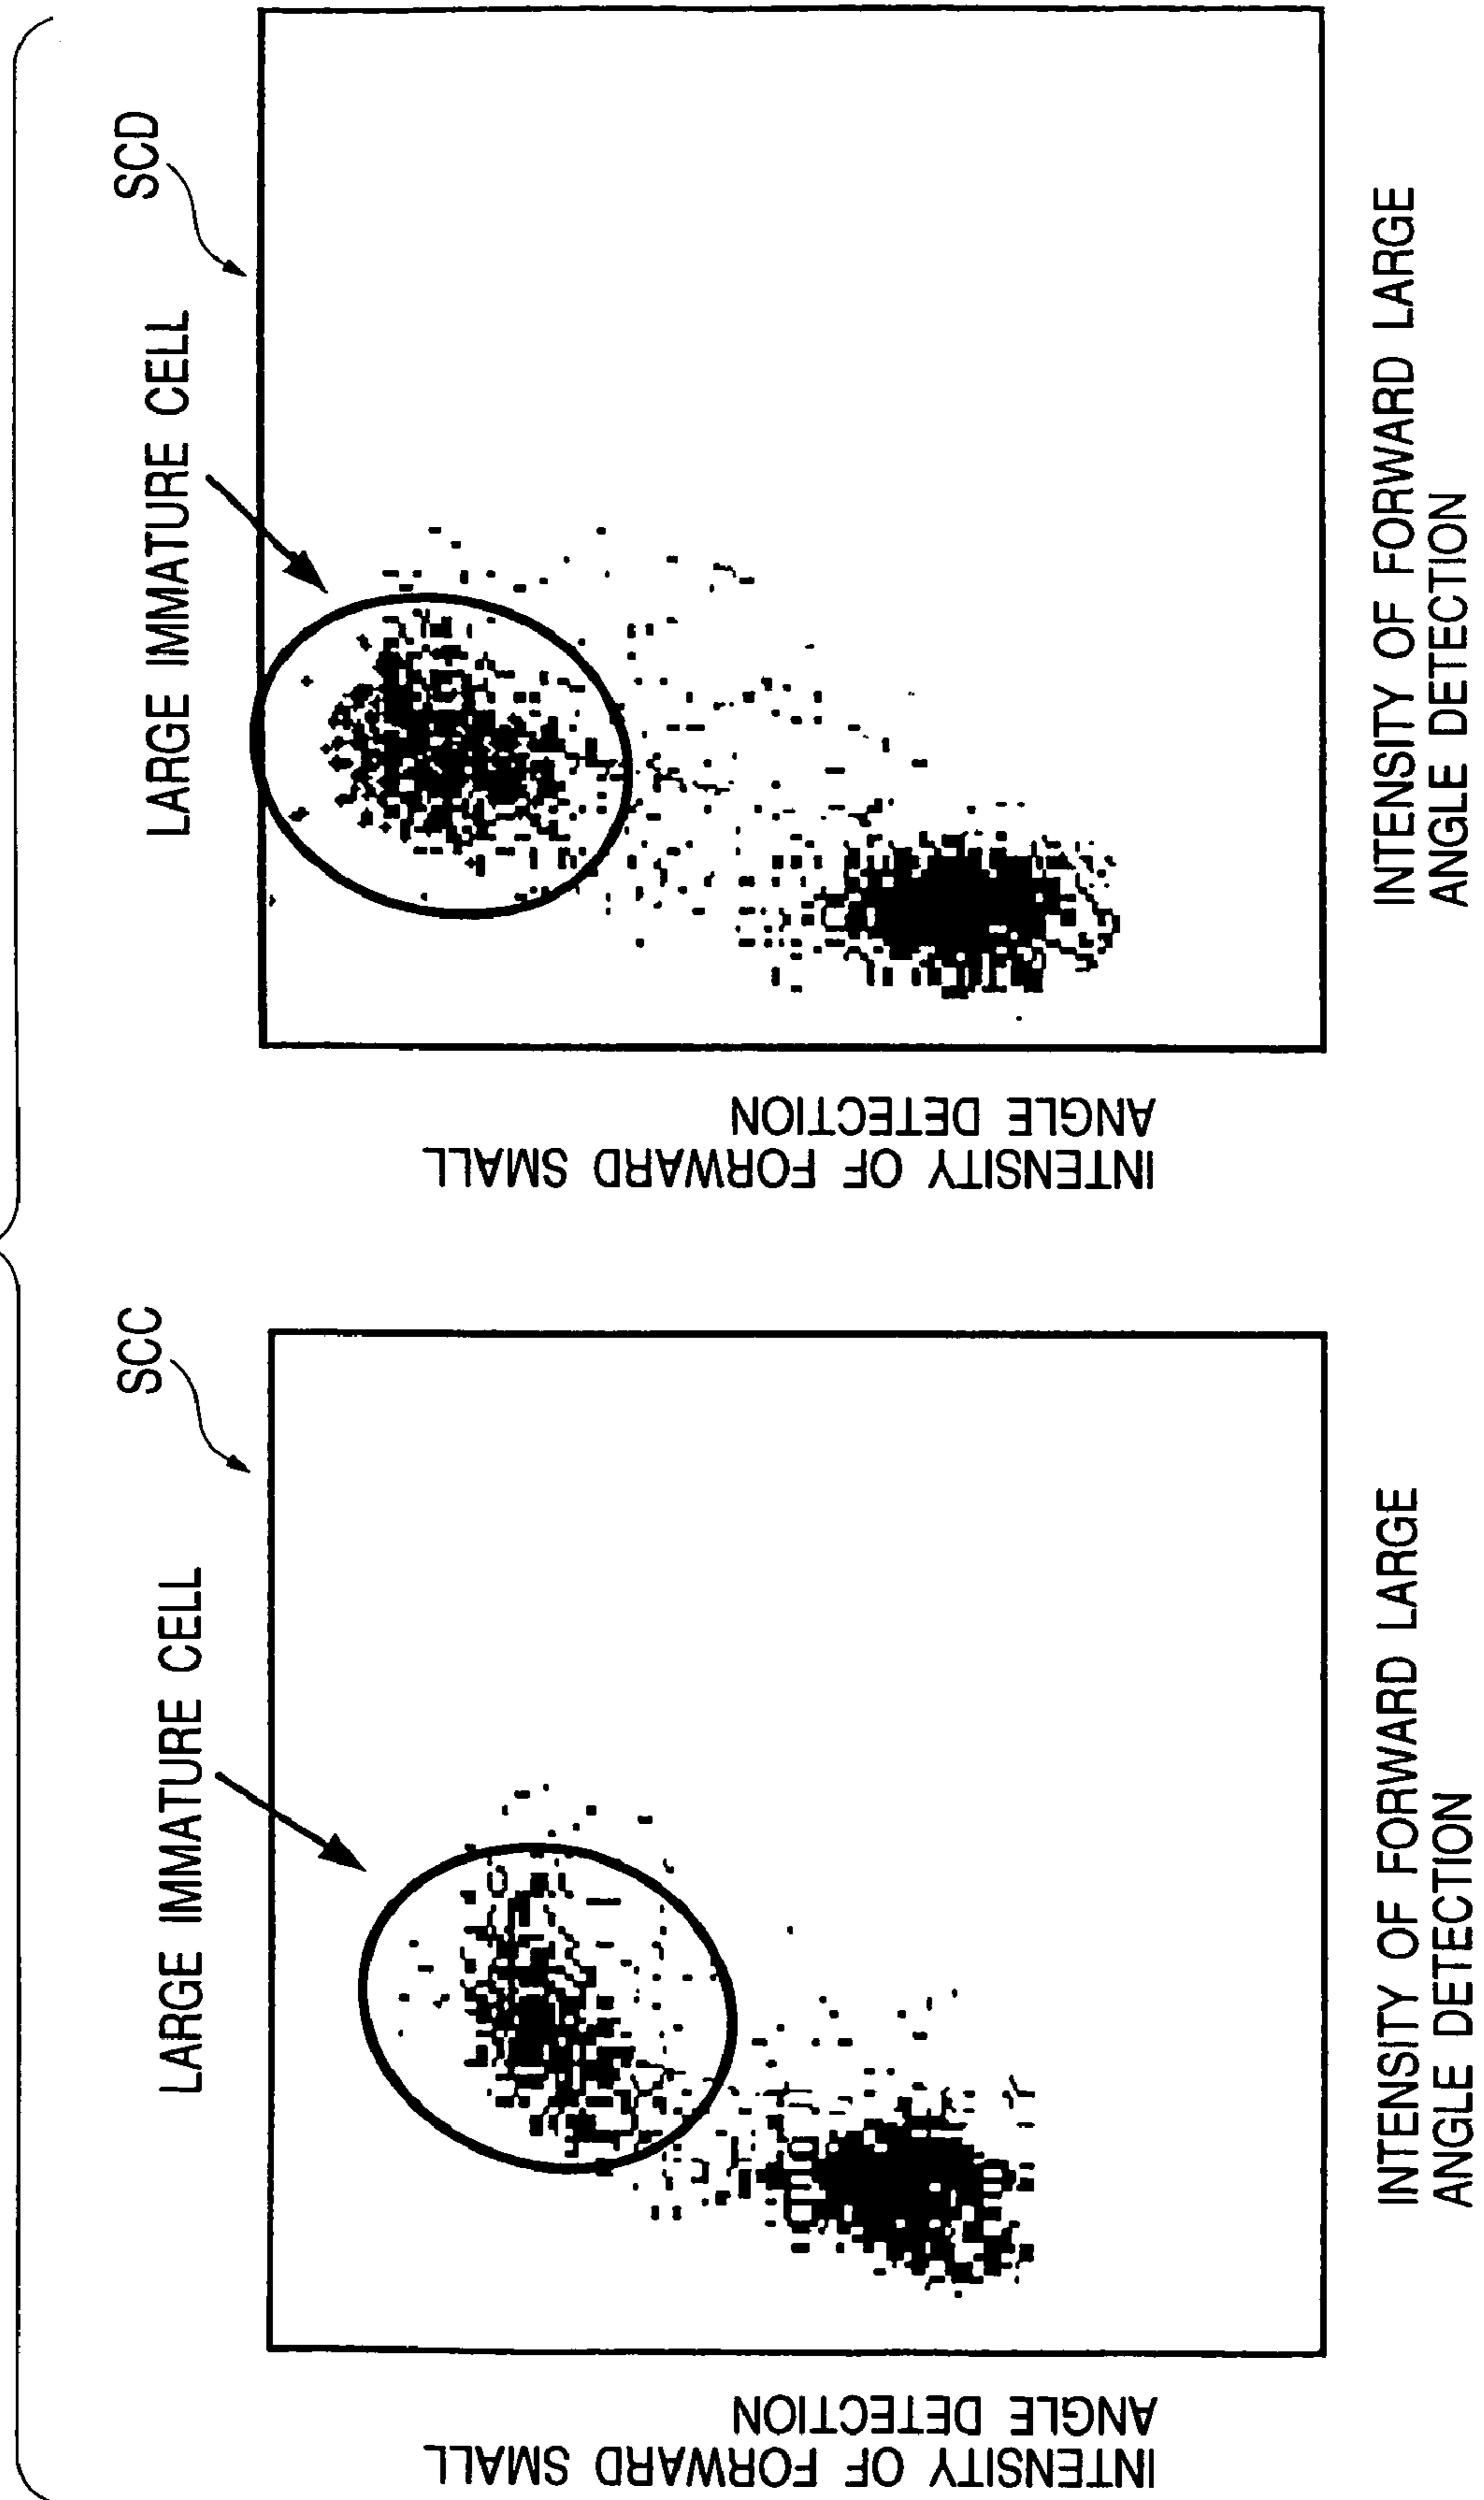 SCC
LARGE IMMATURE CELL
INTENSITY OF FORWARD SMALL
ANGLE DETECTION
INTENSITY OF FORWARD LARGE
ANGLE DETECTION
SCD
LARGE IMMATURE CELL
INTENSITY OF FORWARD SMALL
ANGLE DETECTION
INTENSITY OF FORWARD LARGE
ANGLE DETECTION